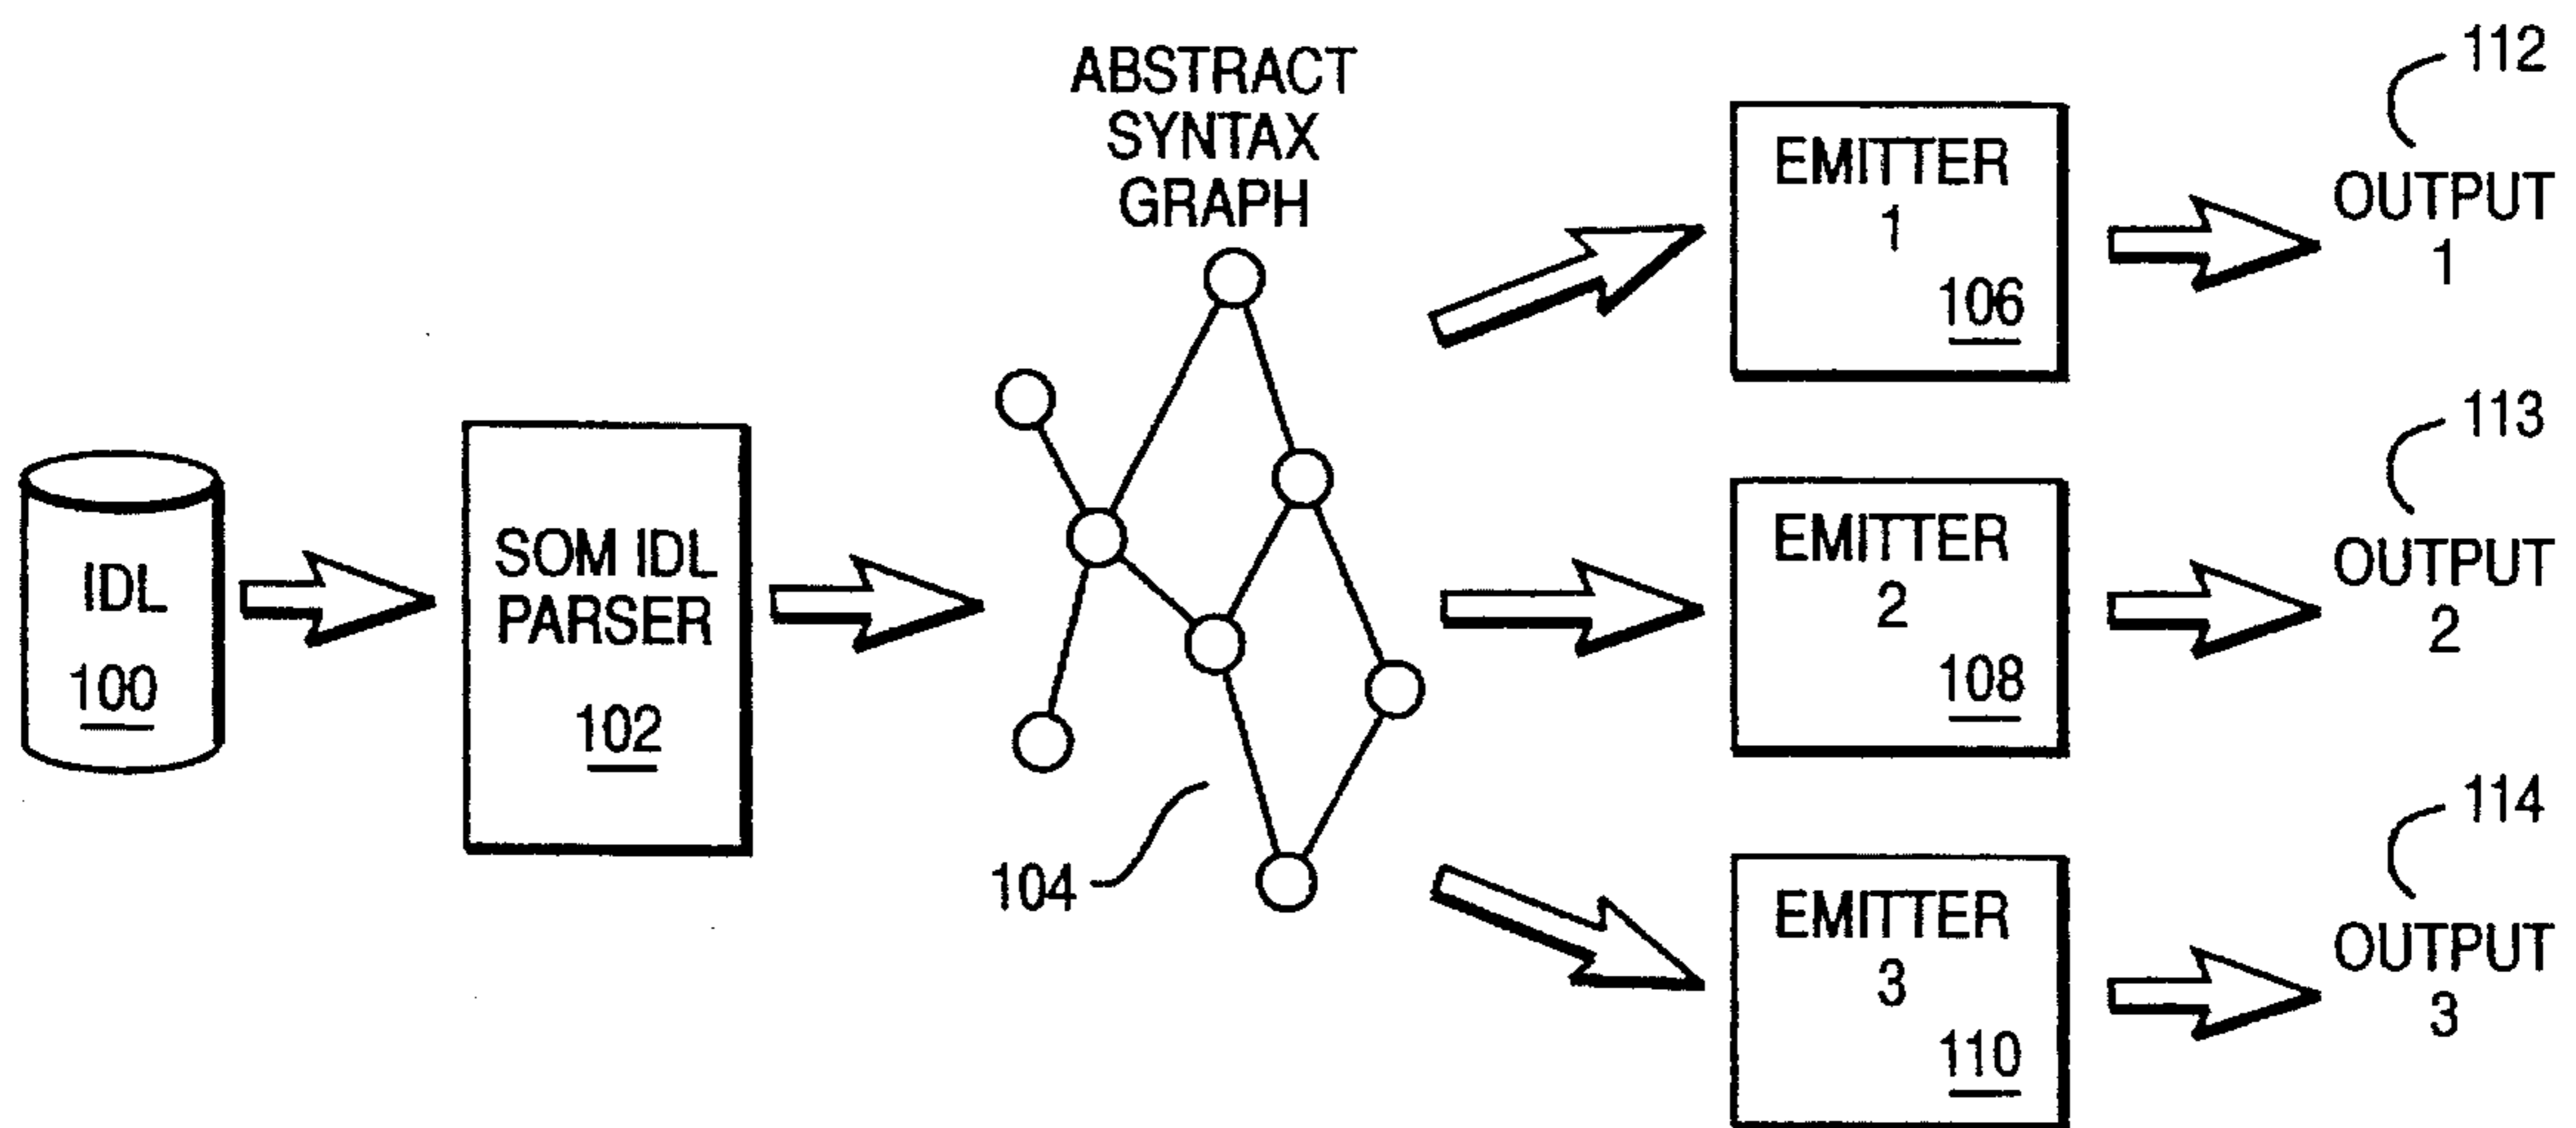 IDL
100
SOM IDL
PARSER
102
ABSTRACT
SYNTAX
GRAPH
104
EMITTER
1
106
EMITTER
2
108
EMITTER
3
110
112
OUTPUT
1
113
OUTPUT
2
114
OUTPUT
3